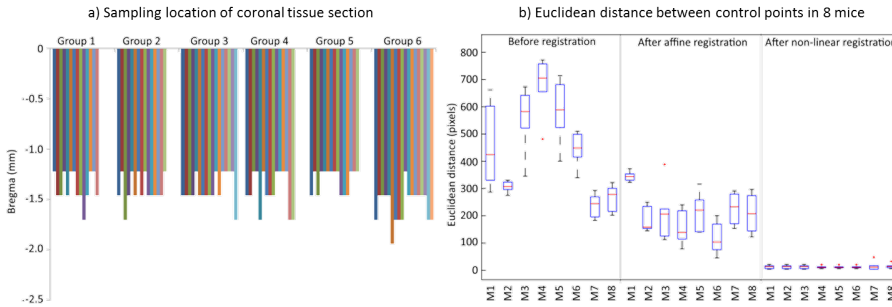 a) Sampling location of coronal tissue section
Group 1 Group 2 Group 3 Group 4 Group 5 Group 6
0
-0.5
-1.0
-1.5
-2.0
-2.5
Bregma (mm)
b) Euclidean distance between control points in 8 mice
Before registration After affine registration After non-linear registration
800
700
600
500
400
300
200
100
0
Euclidean distance (pixels)
M1 M2 M3 M4 M5 M6 M7 M8 M1 M2 M3 M4 M5 M6 M7 M8 M1 M2 M3 M4 M5 M6 M7 M8